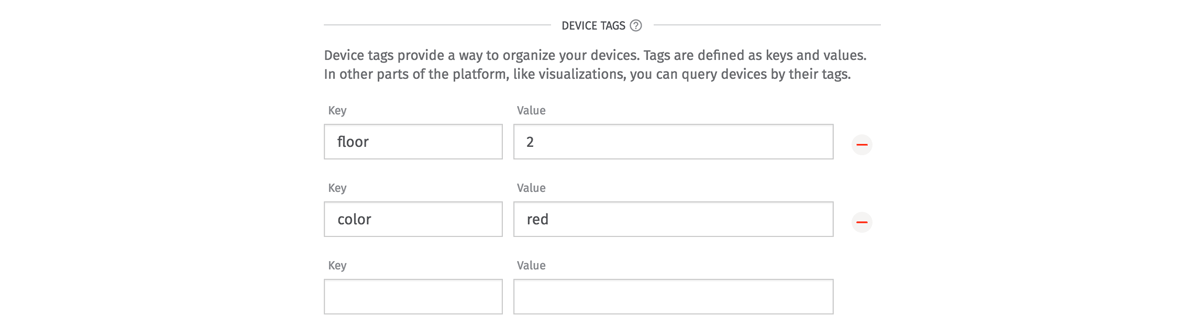 DEVICE TAGS ?
Device tags provide a way to organize your devices. Tags are defined as keys and values.
In other parts of the platform, like visualizations, you can query devices by their tags.
Key Value
floor 2
Key Value
color red
Key Value